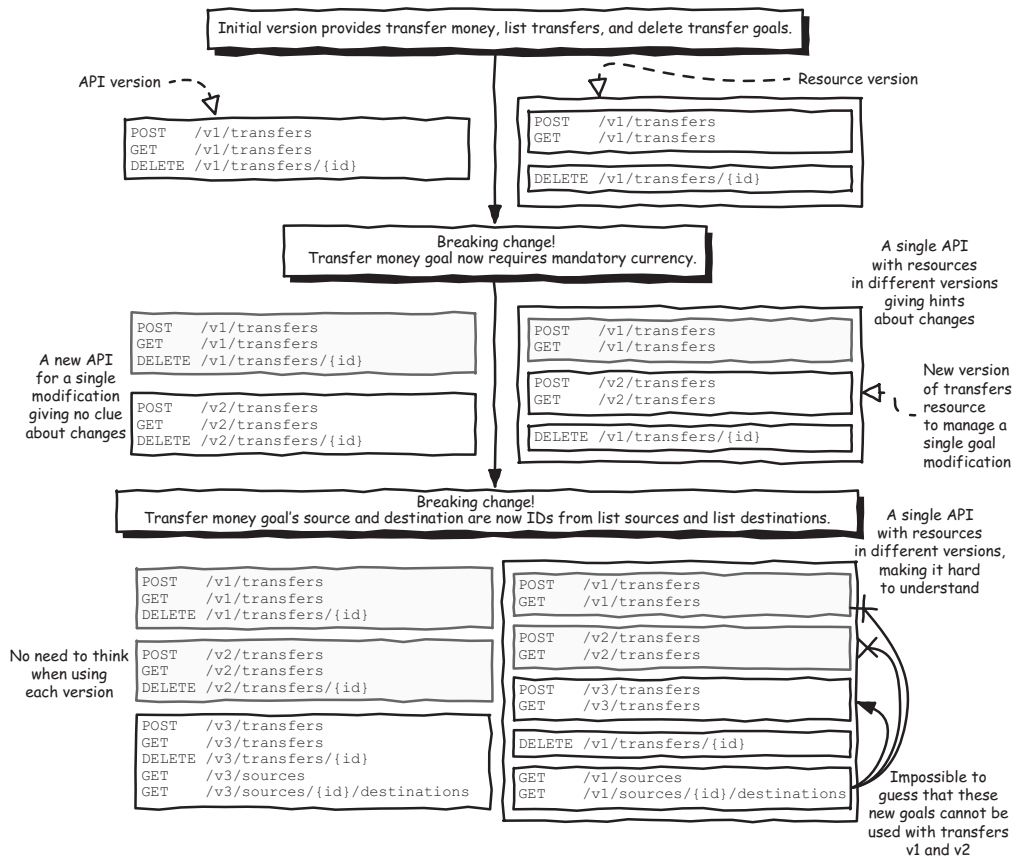 Initial version provides transfer money, list transfers, and delete transfer goals.
API version
Resource version
POST /v1/transfers
GET /v1/transfers
DELETE /v1/transfers/{id}
POST /v1/transfers
GET /v1/transfers
DELETE /v1/transfers/{id}
Breaking change!
Transfer money goal now requires mandatory currency.
A single API
with resources
in different versions
giving hints
about changes
A new API
for a single
modification
giving no clue
about changes
POST /v1/transfers
GET /v1/transfers
DELETE /v1/transfers/{id}
POST /v2/transfers
GET /v2/transfers
DELETE /v2/transfers/{id}
POST /v1/transfers
GET /v1/transfers
POST /v2/transfers
GET /v2/transfers
DELETE /v1/transfers/{id}
New version
of transfers
resource
to manage a
single goal
modification
Breaking change!
Transfer money goal's source and destination are now IDs from list sources and list destinations.
A single API
with resources
in different versions,
making it hard
to understand
No need to think
when using
each version
POST /v1/transfers
GET /v1/transfers
DELETE /v1/transfers/{id}
POST /v2/transfers
GET /v2/transfers
DELETE /v2/transfers/{id}
POST /v3/transfers
GET /v3/transfers
DELETE /v3/transfers/{id}
GET /v3/sources
GET /v3/sources/{id}/destinations
POST /v1/transfers
GET /v1/transfers
POST /v2/transfers
GET /v2/transfers
POST /v3/transfers
GET /v3/transfers
DELETE /v1/transfers/{id}
GET /v1/sources
GET /v1/sources/{id}/destinations
Impossible to
guess that these
new goals cannot be
used with transfers
v1 and v2